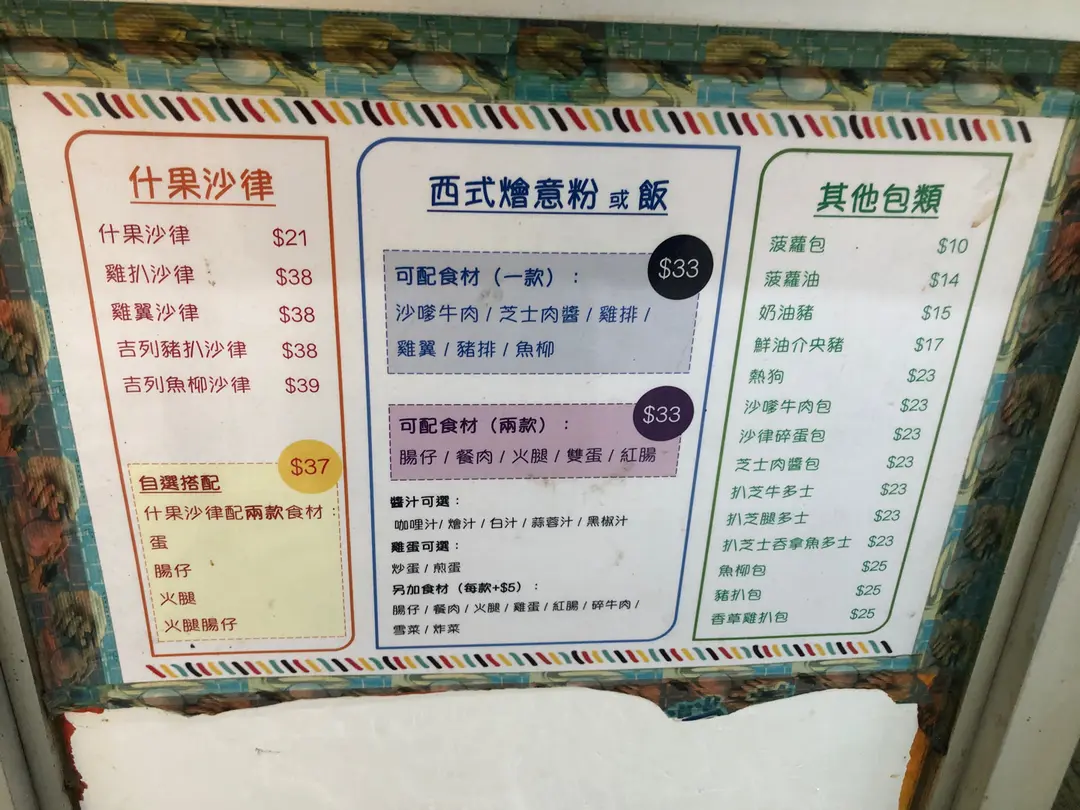 什果沙律
什果沙律 $21
雞扒沙律 $38
雞翼沙律 $38
吉列豬扒沙律 $38
吉列魚柳沙律 $39
$37
自選搭配
什果沙律配兩款食材：
蛋
腸仔
火腿
火腿腸仔
西式燴意粉 或 飯
$33
可配食材（一款）：
沙嗲牛肉 / 芝士肉醬 / 雞排 /
雞翼 / 豬排 / 魚柳
$33
可配食材（兩款）：
腸仔 / 餐肉 / 火腿 / 雙蛋 / 紅腸
醬汁可選：
咖哩汁/ 燴汁 / 白汁 / 蒜蓉汁 / 黑椒汁
雞蛋可選：
炒蛋 / 煎蛋
另加食材（每款+$5）：
腸仔 / 餐肉 / 火腿 / 雞蛋 / 紅腸 / 碎牛肉 /
雪菜 / 炸菜
其他包類
菠蘿包 $10
菠蘿油 $14
奶油豬 $15
鮮油介央豬 $17
熱狗 $23
沙嗲牛肉包 $23
沙律碎蛋包 $23
芝士肉醬包 $23
扒芝牛多士 $23
扒芝腿多士 $23
扒芝士吞拿魚多士 $23
魚柳包 $25
豬扒包 $25
香草雞扒包 $25